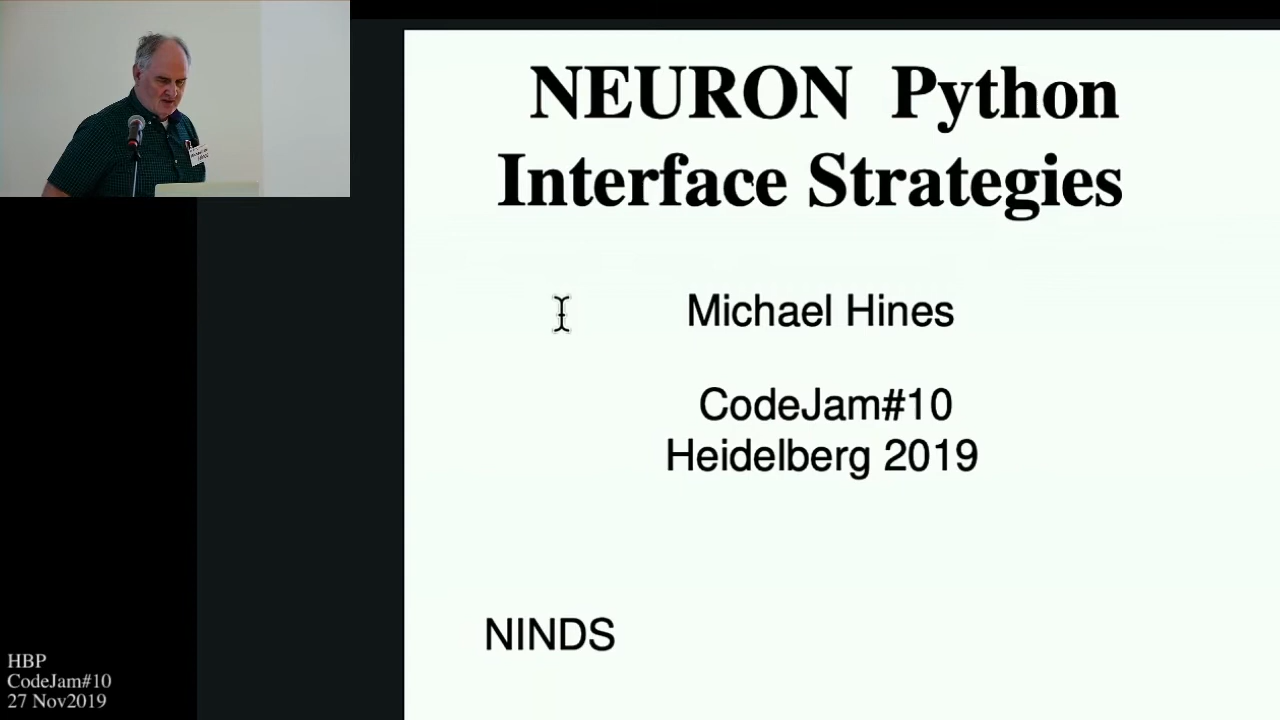 NEURON Python
Interface Strategies
Michael Hines
CodeJam#10
Heidelberg 2019
NINDS
HBP
CodeJam#10
27 Nov2019